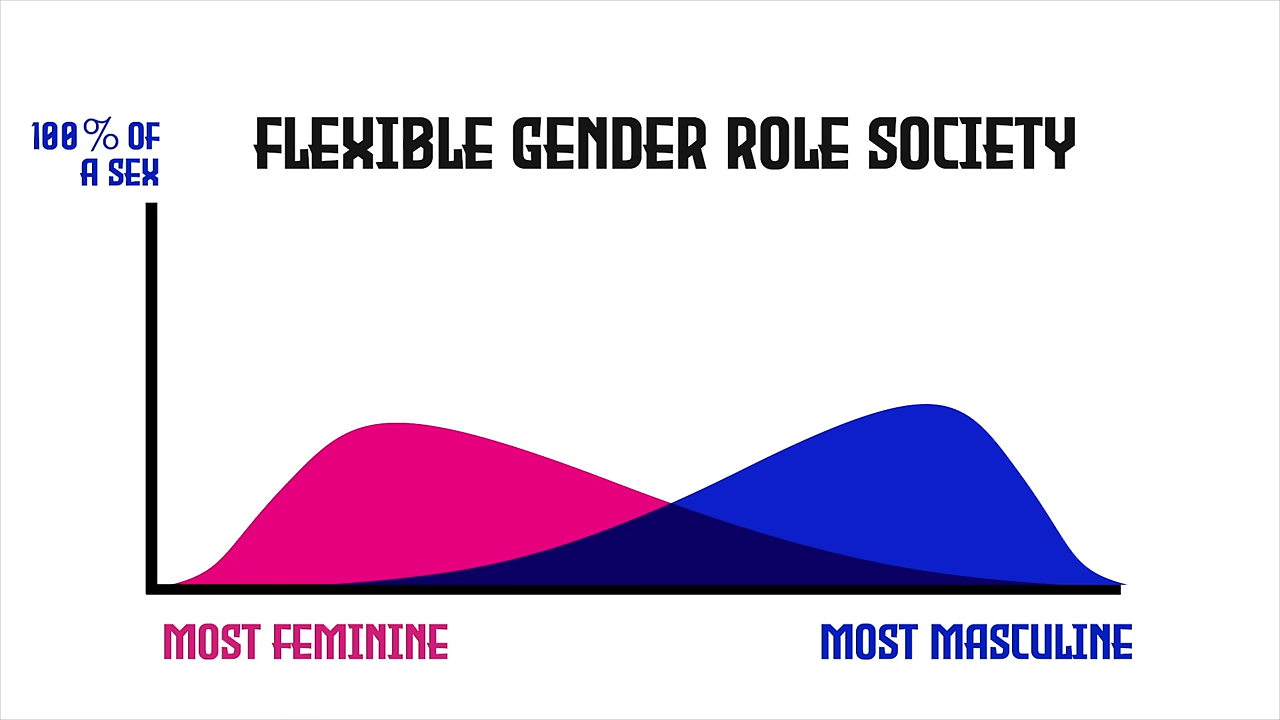 100% OF
A SEX
FLEXIBLE GENDER ROLE SOCIETY
MOST FEMININE
MOST MASCULINE